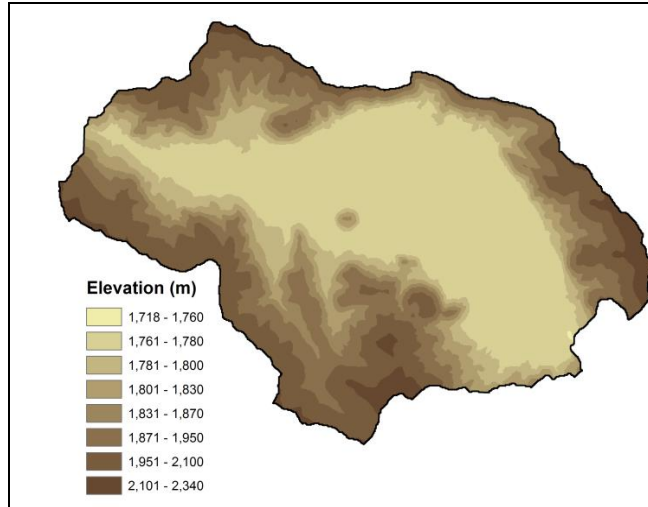 Elevation (m)
1,718 - 1,760
1,761 - 1,780
1,781 - 1,800
1,801 - 1,830
1,831 - 1,870
1,871 - 1,950
1,951 - 2,100
2,101 - 2,340